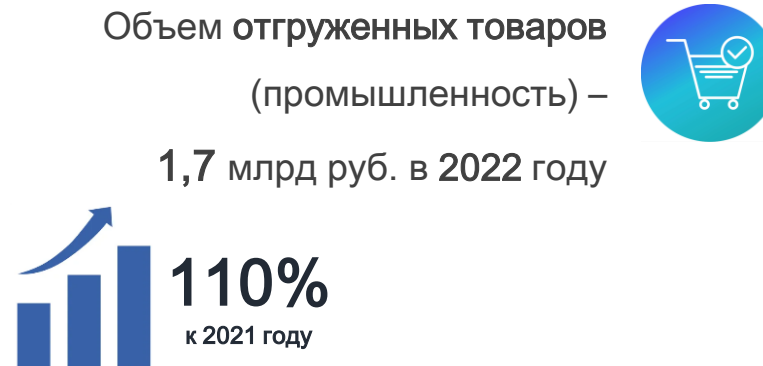 Объем отгруженных товаров
(промышленность) –
1,7 млрд руб. в 2022 году
110%
к 2021 году